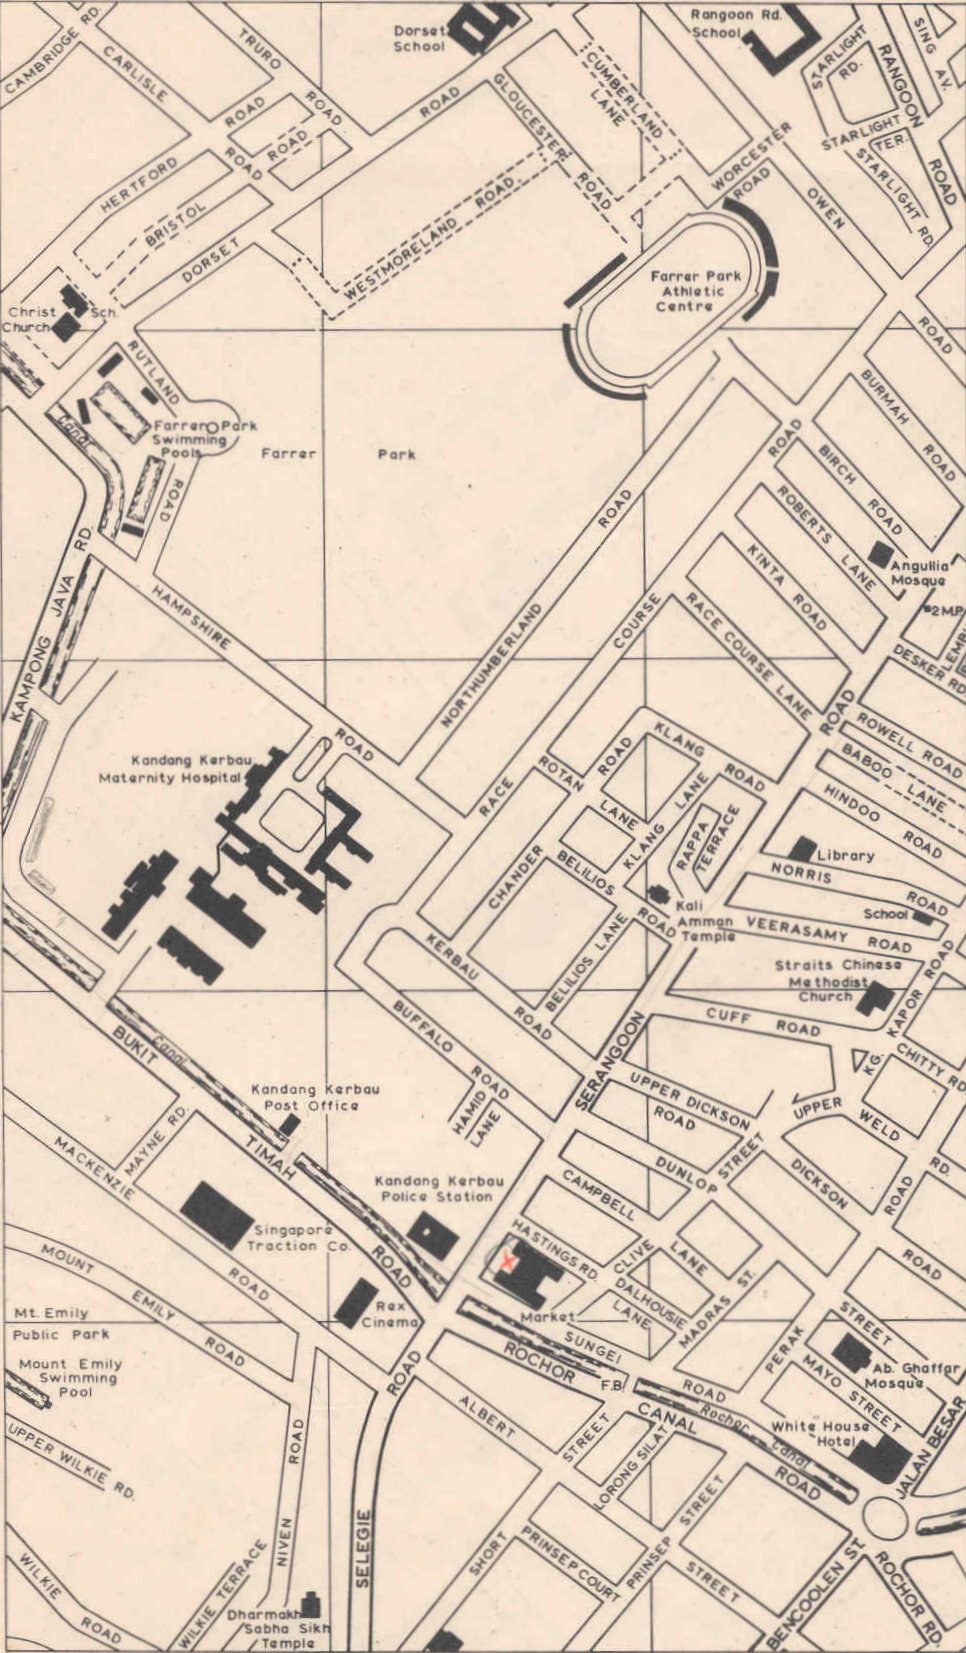 CAMBRIDGE RD.
CARLISLE
ROAD
TRURO
ROAD
Dorset
School
Rangoon Rd.
School
STARLIGHT
RD.
RANGOON
ROAD
SING AV.
STARLIGHT
TER.
STARLIGHT RD.
CUMBERLAND
LANE
GLOUCESTER
ROAD
WORCESTER
ROAD
OWEN
ROAD
HERTFORD
ROAD
BRISTOL
ROAD
DORSET
ROAD
WESTMORELAND ROAD
Farrer Park
Athletic
Centre
Christ
Church
Sch.
RUTLAND
ROAD
Canal
Farrer Park
Swimming
Pools
Farrer Park
BURMAH
ROAD
BIRCH
ROAD
ROBERTS
LANE
KINTA
ROAD
RACE COURSE LANE
Angullia
Mosque
DESKER RD.
KAMPONG JAVA RD.
HAMPSHIRE
ROAD
NORTHUMBERLAND
ROAD
RACE
COURSE
ROAD
ROWELL ROAD
BABOO
LANE
HINDOO
ROAD
Kandang Kerbau
Maternity Hospital
ROTAN
LANE
KLANG
ROAD
KLANG
LANE
RAPPA
TERRACE
CHANDER
ROAD
BELILIOS
ROAD
BELILIOS LANE
Kali
Amman
Temple
Library
NORRIS
ROAD
School
VEERASAMY
ROAD
Straits Chinese
Methodist
Church
KG.
KAPOR
ROAD
CUFF ROAD
CHITTY RD.
KERBAU
ROAD
BUFFALO
ROAD
HAMID
LANE
SERANGOON
ROAD
UPPER DICKSON
ROAD
UPPER
WELD
RD.
DUNLOP
STREET
DICKSON
ROAD
ROAD
BUKIT
TIMAH
ROAD
Canal
Kandang Kerbau
Post Office
Kandang Kerbau
Police Station
MACKENZIE
ROAD
MAYNE RD.
Singapore
Traction Co.
Rex
Cinema
CAMPBELL
LANE
HASTINGS RD.
CLIVE
DALHOUSIE
LANE
MADRAS ST.
PERAK
STREET
MAYO STREET
Ab. Ghaffar
Mosque
MOUNT
EMILY
ROAD
Mt. Emily
Public Park
Mount Emily
Swimming
Pool
Market
SUNGEI
ROAD
ROCHOR
CANAL
ROAD
F.B.
Rocher
Canal
White House
Hotel
JALAN BESAR
UPPER WILKIE RD.
WILKIE
ROAD
WILKIE TERRACE
NIVEN
ROAD
SELEGIE
ROAD
ALBERT
STREET
SHORT
STREET
LORONG SILAT
PRINSEP COURT
PRINSEP
STREET
BENCOOLEN ST.
ROCHOR RD.
Dharmakh
Sabha Sikh
Temple